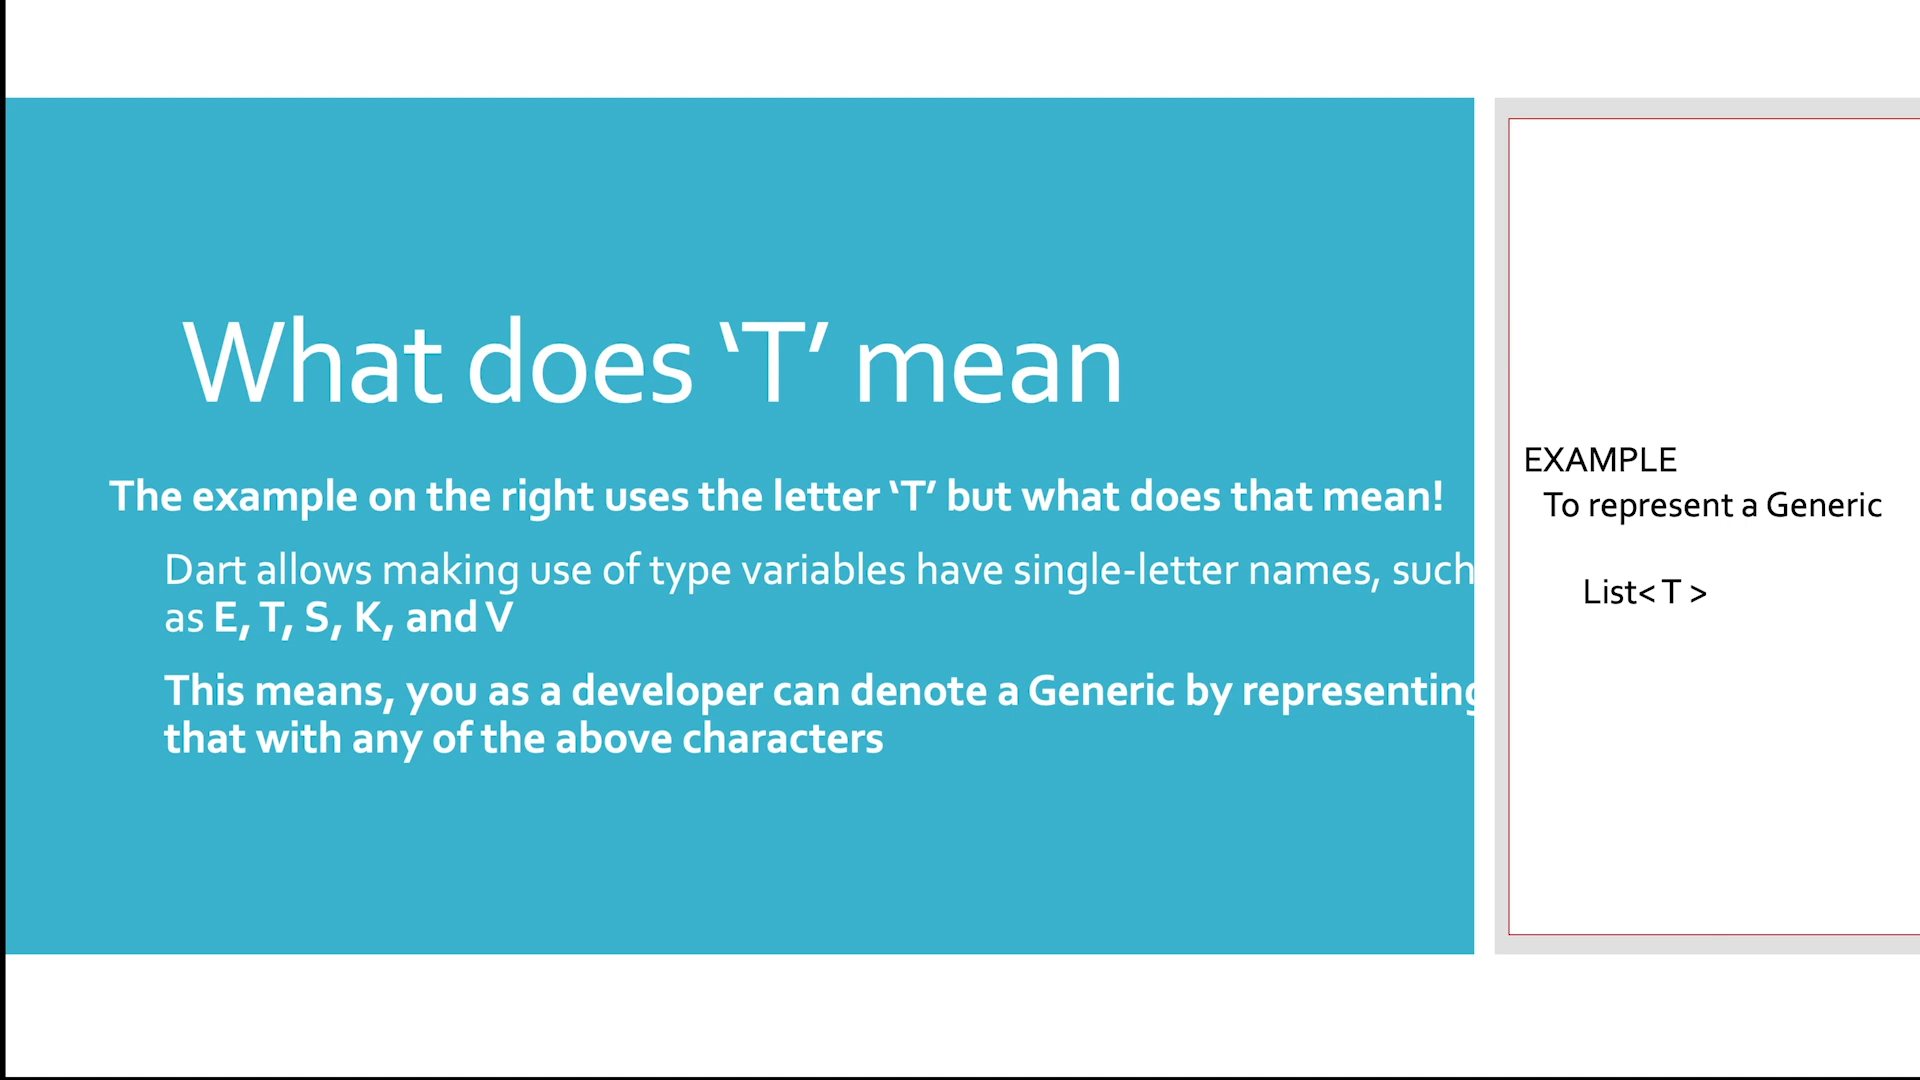 What does ‘T’ mean
The example on the right uses the letter ‘T’ but what does that mean!
Dart allows making use of type variables have single-letter names, such
as E, T, S, K, and V
This means, you as a developer can denote a Generic by representing
that with any of the above characters
EXAMPLE
To represent a Generic
List< T >